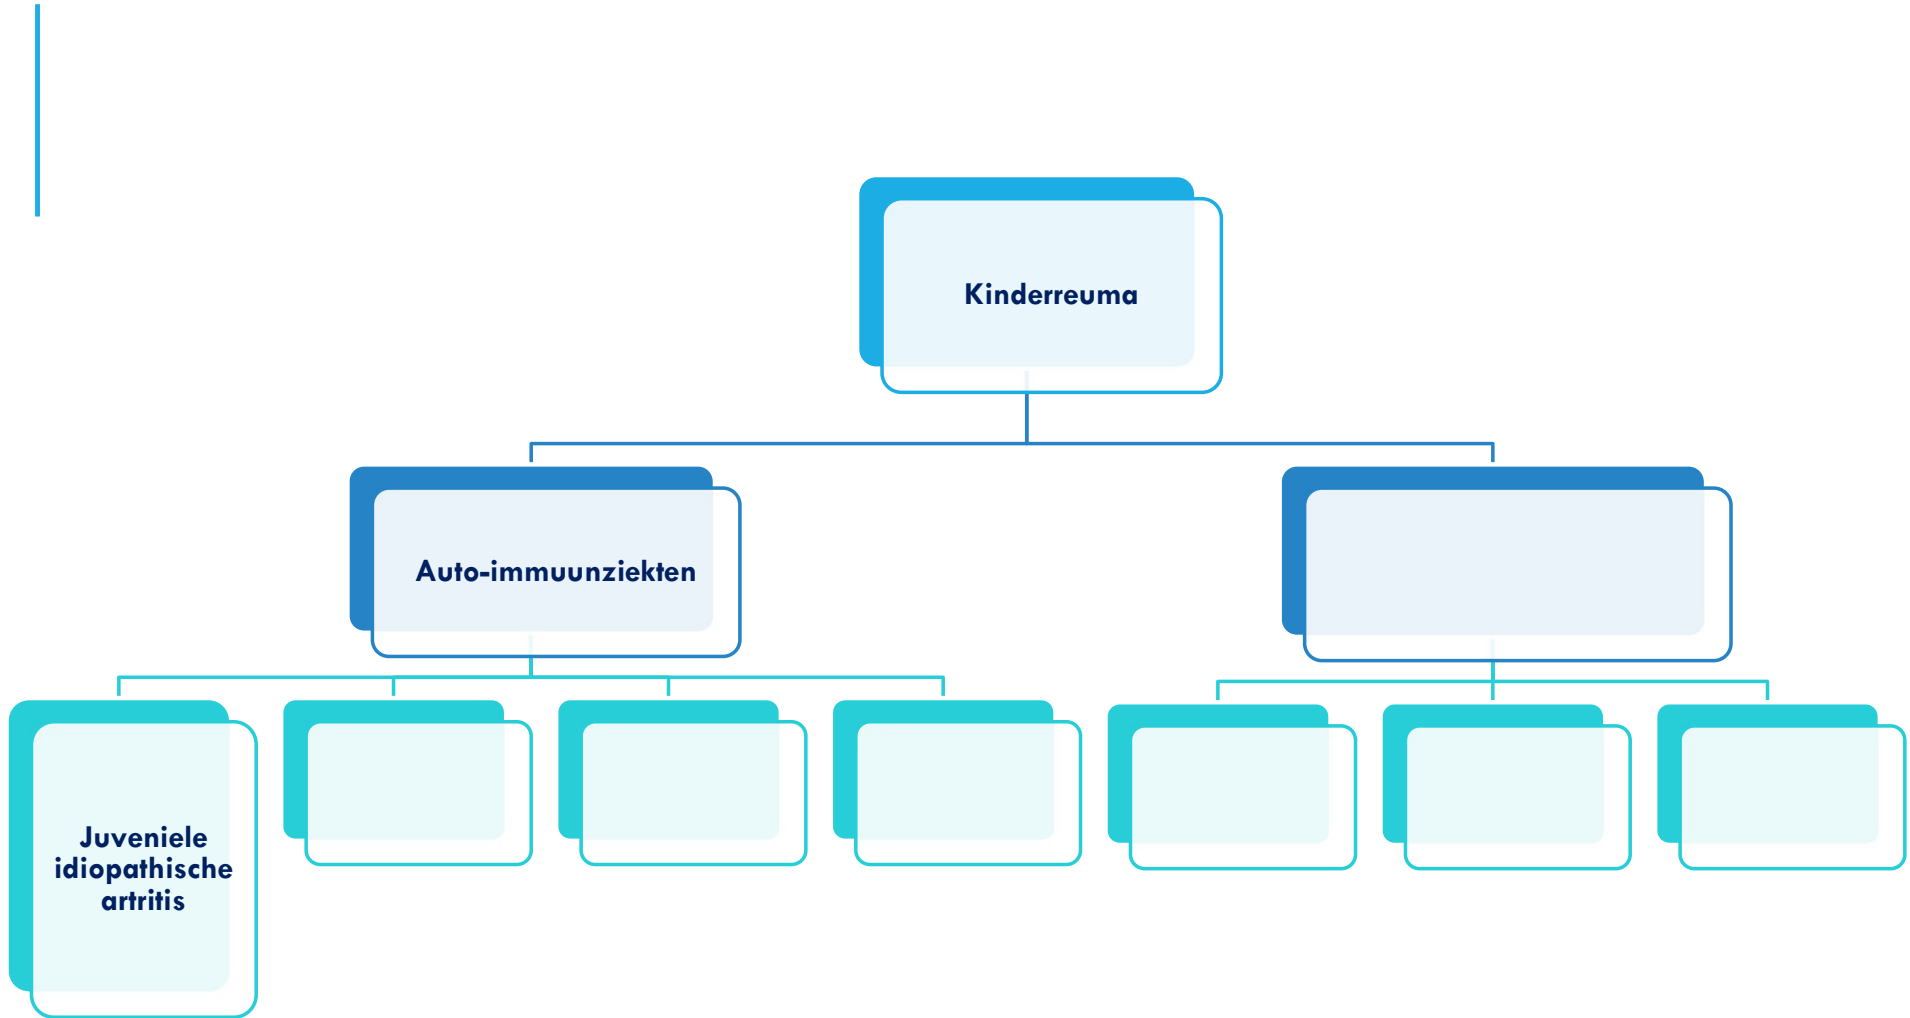 Kinderreuma
Auto-immuunziekten
Juveniele
idiopathische
artritis